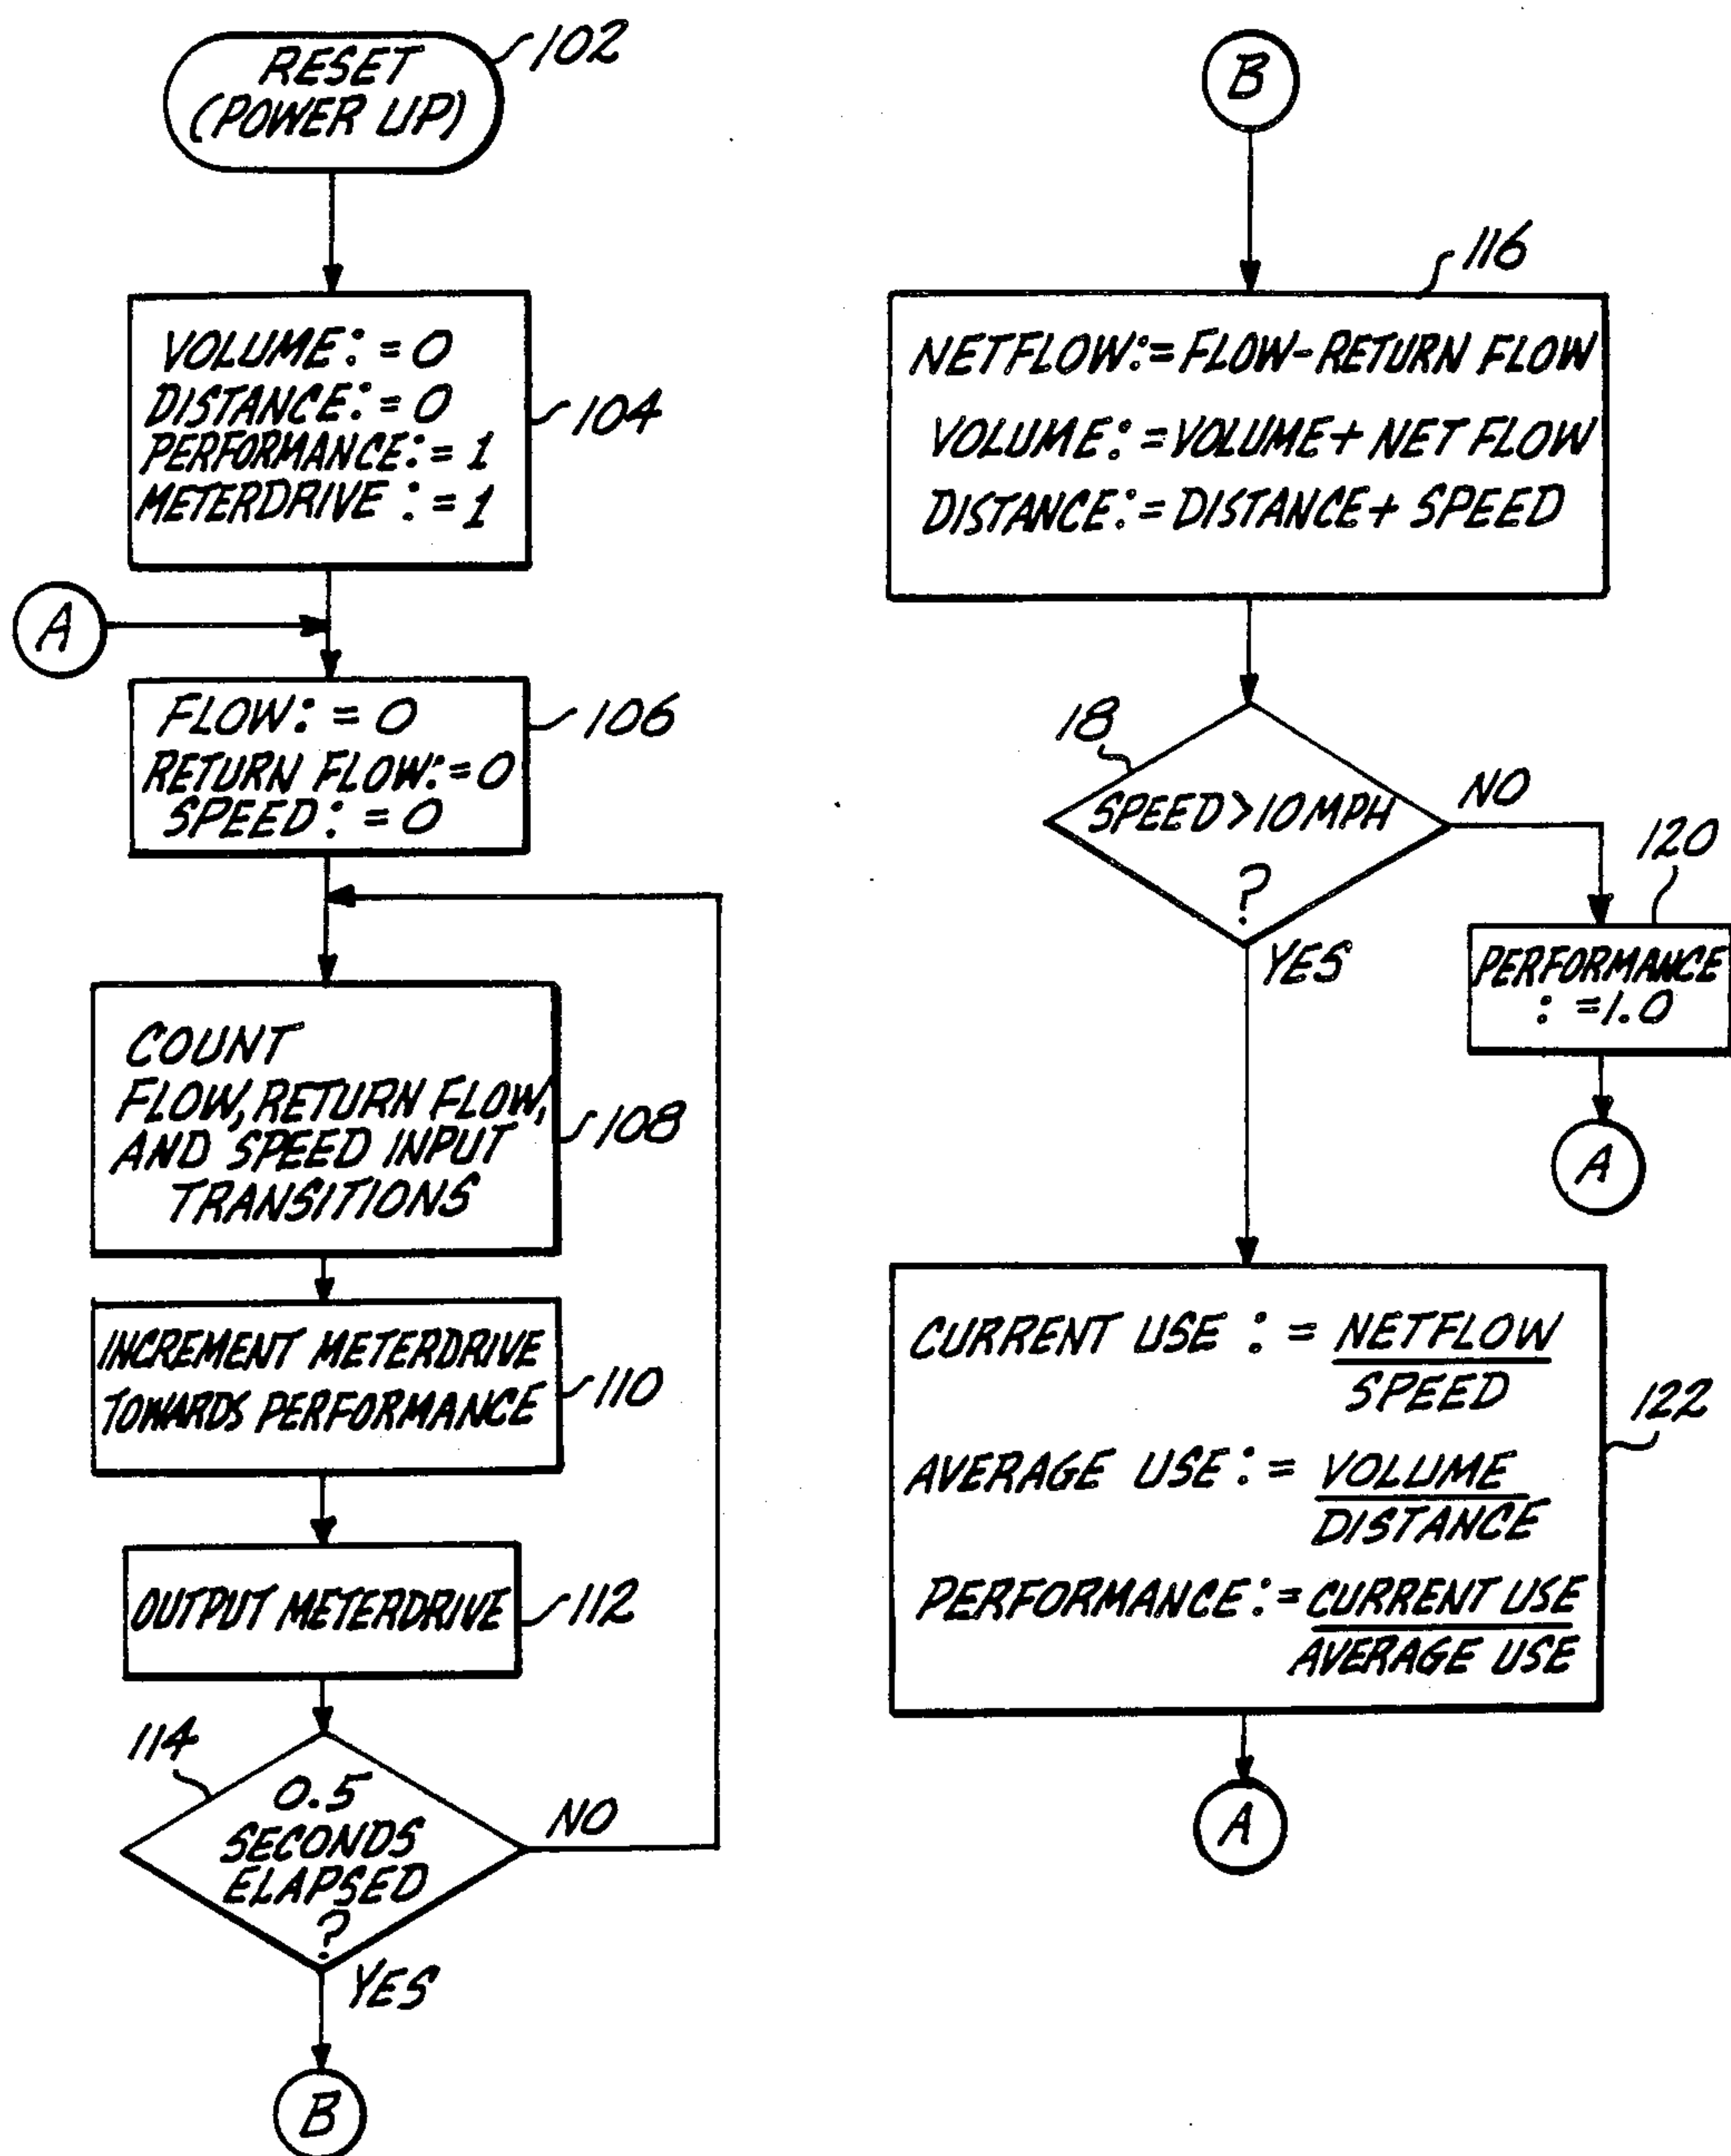 102
RESET
(POWER UP)
VOLUME:=0
DISTANCE:=0
PERFORMANCE:=1
METERDRIVE:=1
104
A
FLOW:=0
RETURN FLOW:=0
SPEED:=0
106
COUNT
FLOW, RETURN FLOW,
AND SPEED INPUT
TRANSITIONS
108
INCREMENT METERDRIVE
TOWARDS PERFORMANCE
110
OUTPUT METERDRIVE
112
114
0.5
SECONDS
ELAPSED
?
NO
YES
B
B
116
NETFLOW:=FLOW-RETURN FLOW
VOLUME:=VOLUME+NET FLOW
DISTANCE:=DISTANCE+SPEED
18
SPEED>10MPH
?
NO
YES
120
PERFORMANCE
:=1.0
A
CURRENT USE := NETFLOW
SPEED
122
AVERAGE USE := VOLUME
DISTANCE
PERFORMANCE:= CURRENT USE
AVERAGE USE
A